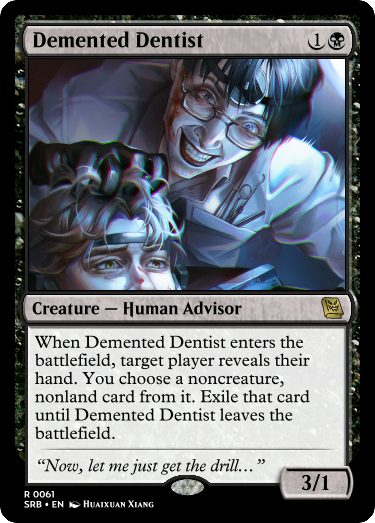 Demented Dentist 1
Creature — Human Advisor
When Demented Dentist enters the
battlefield, target player reveals their
hand. You choose a noncreature,
nonland card from it. Exile that card
until Demented Dentist leaves the
battlefield.
“Now, let me just get the drill…”
3/1
R 0061
SRB • EN Huaixuan Xiang